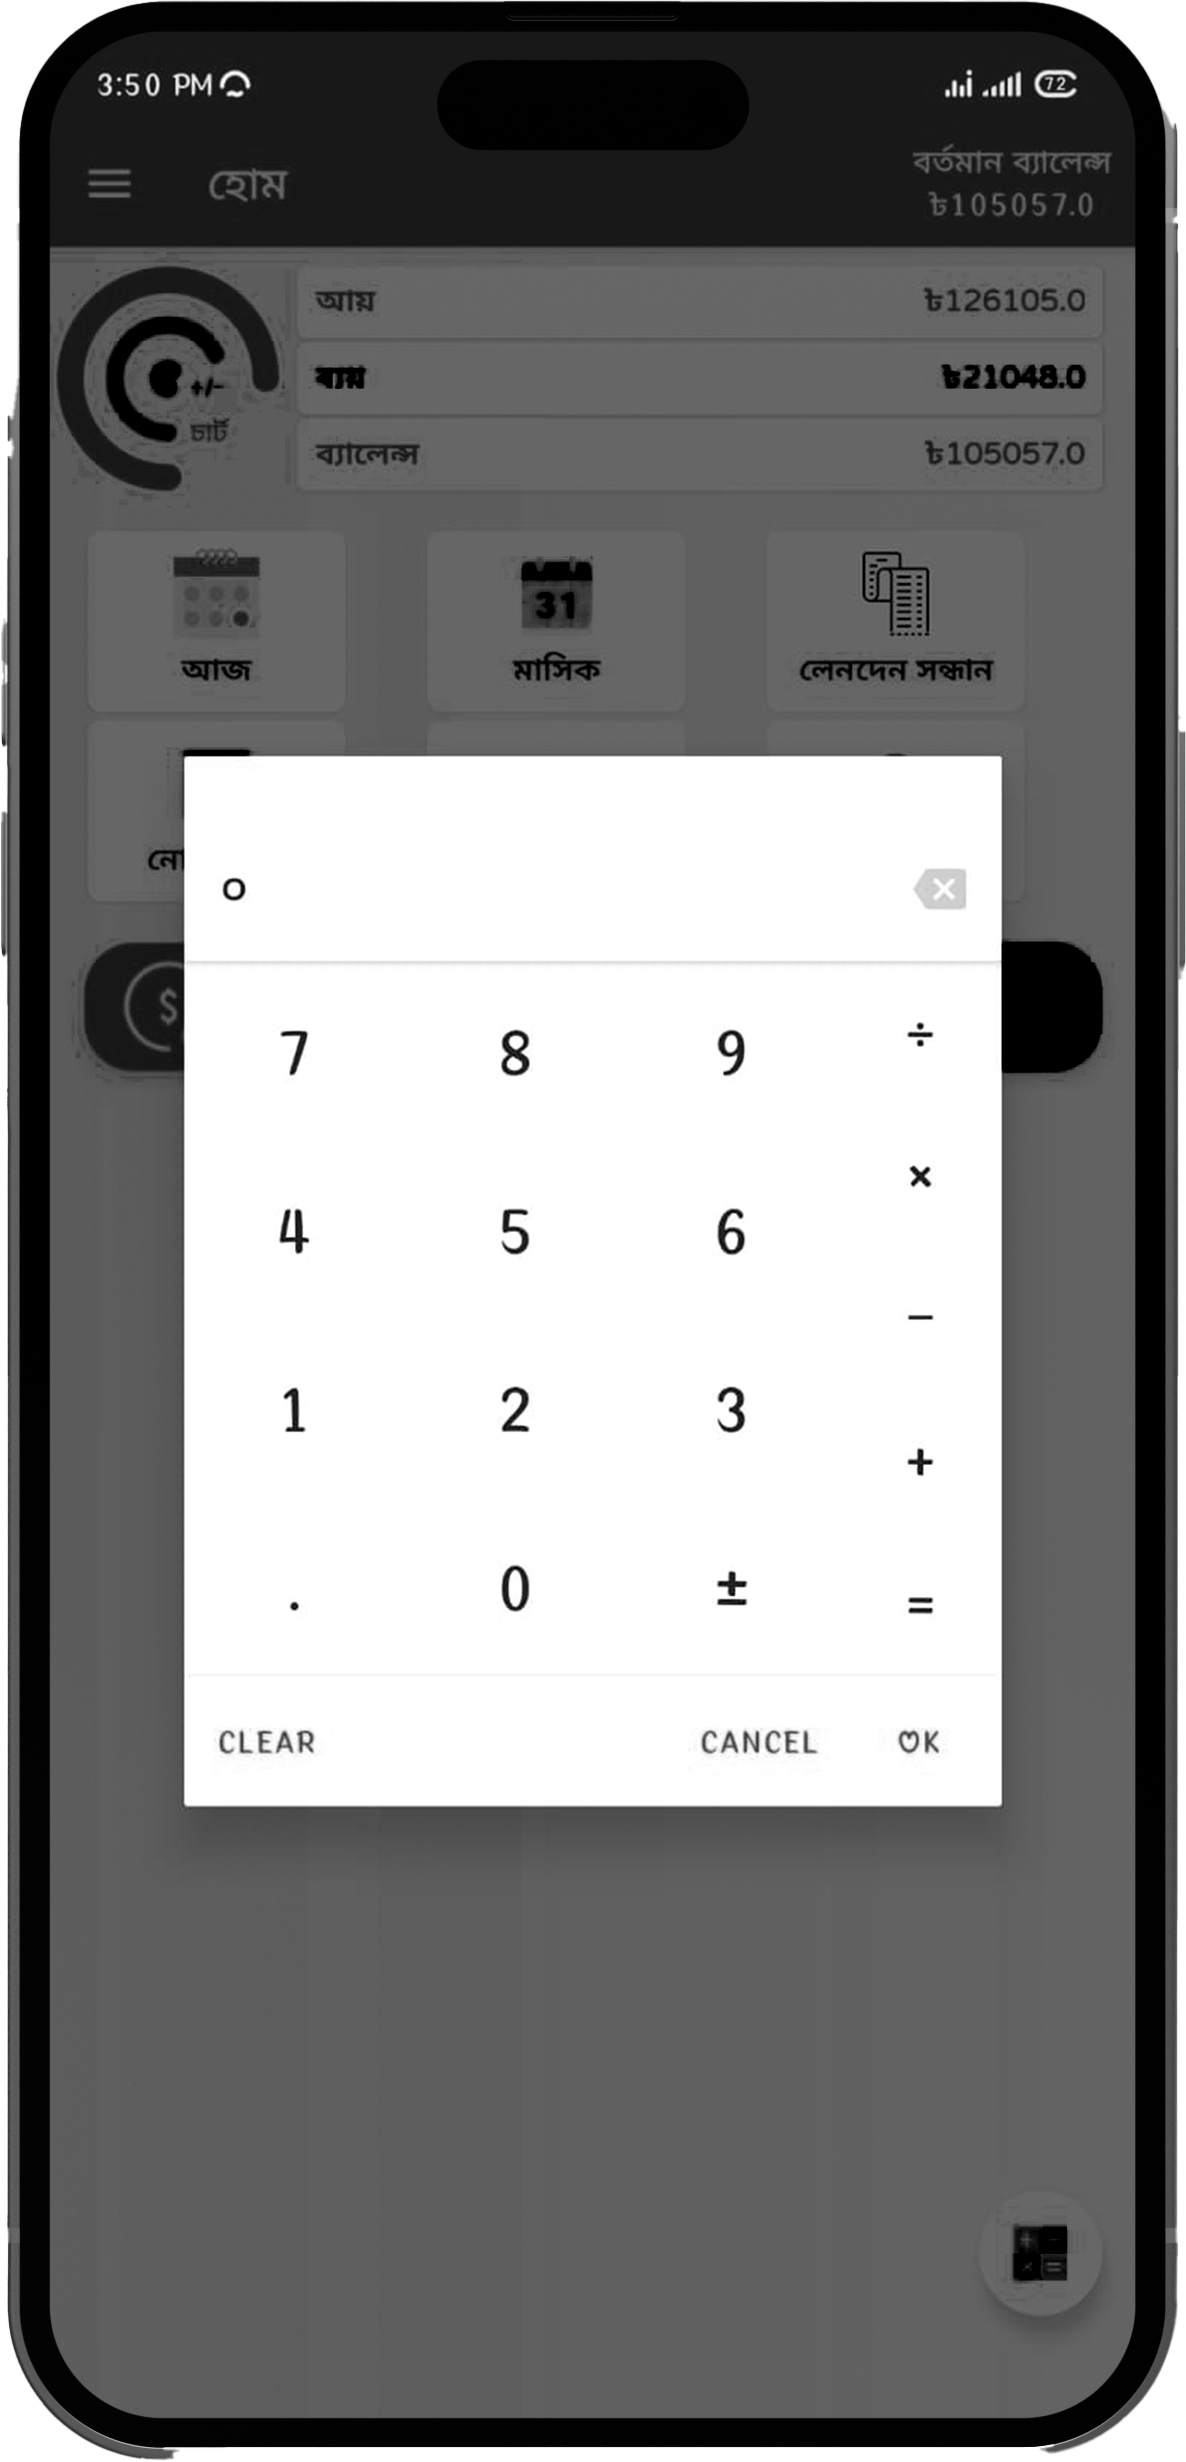 3:50 PM 72
হোম
বর্তমান ব্যালেন্স
৳105057.0
আয় ৳126105.0
ব্যয় ৳21048.0
ব্যালেন্স ৳105057.0
+/-
চার্ট
31
আজ মাসিক লেনদেন সন্ধান
$
0
7 8 9 ÷
4 5 6 ×
−
1 2 3 +
. 0 ± =
CLEAR CANCEL OK
+ − × =